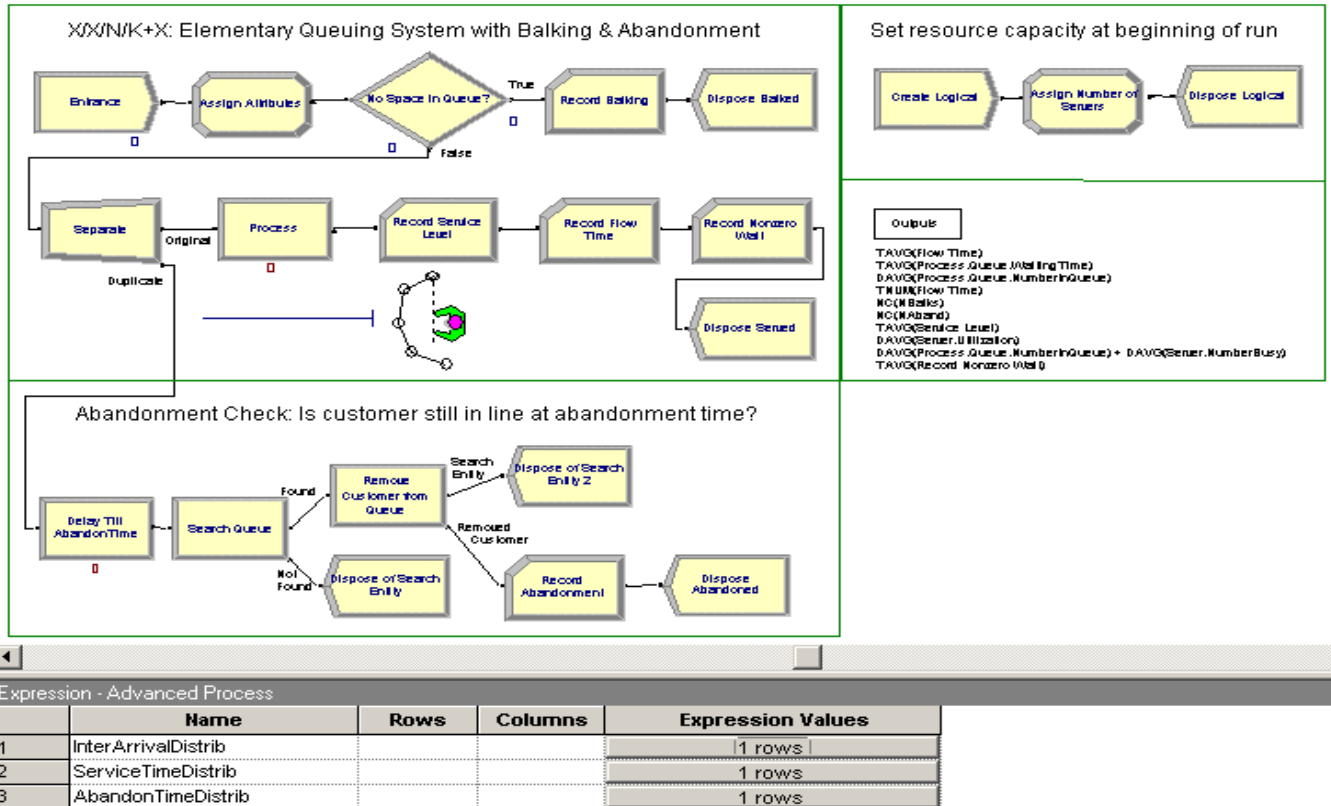 X/X/N/K+X: Elementary Queuing System with Balking & Abandonment
Entrance
Assign Attributes
No Space in Queue?
True
False
Record Balking
Dispose Balked
Separate
Original
Duplicate
Process
Record Service
Level
Record Flow
Time
Record Nonzero
Wait
Dispose Served
Set resource capacity at beginning of run
Create Logical
Assign Number of
Servers
Dispose Logical
Outputs
TAVG(Flow Time)
TAVG(Process.Queue.WaitingTime)
DAVG(Process.Queue.NumberInQueue)
TNUM(Flow Time)
NC(NBalks)
NC(NAband)
TAVG(Service Level)
DAVG(Server.Utilization)
DAVG(Process.Queue.NumberInQueue) + DAVG(Server.NumberBusy)
TAVG(Record Nonzero Wait)
Abandonment Check: Is customer still in line at abandonment time?
Delay Till
AbandonTime
Search Queue
Found
Not
Found
Remove
Customer from
Queue
Search
Entity
Dispose of Search
Entity 2
Removed
Customer
Dispose of Search
Entity
Record
Abandonment
Dispose
Abandoned
Expression - Advanced Process
Name Rows Columns Expression Values
1 InterArrivalDistrib 1 rows
2 ServiceTimeDistrib 1 rows
3 AbandonTimeDistrib 1 rows